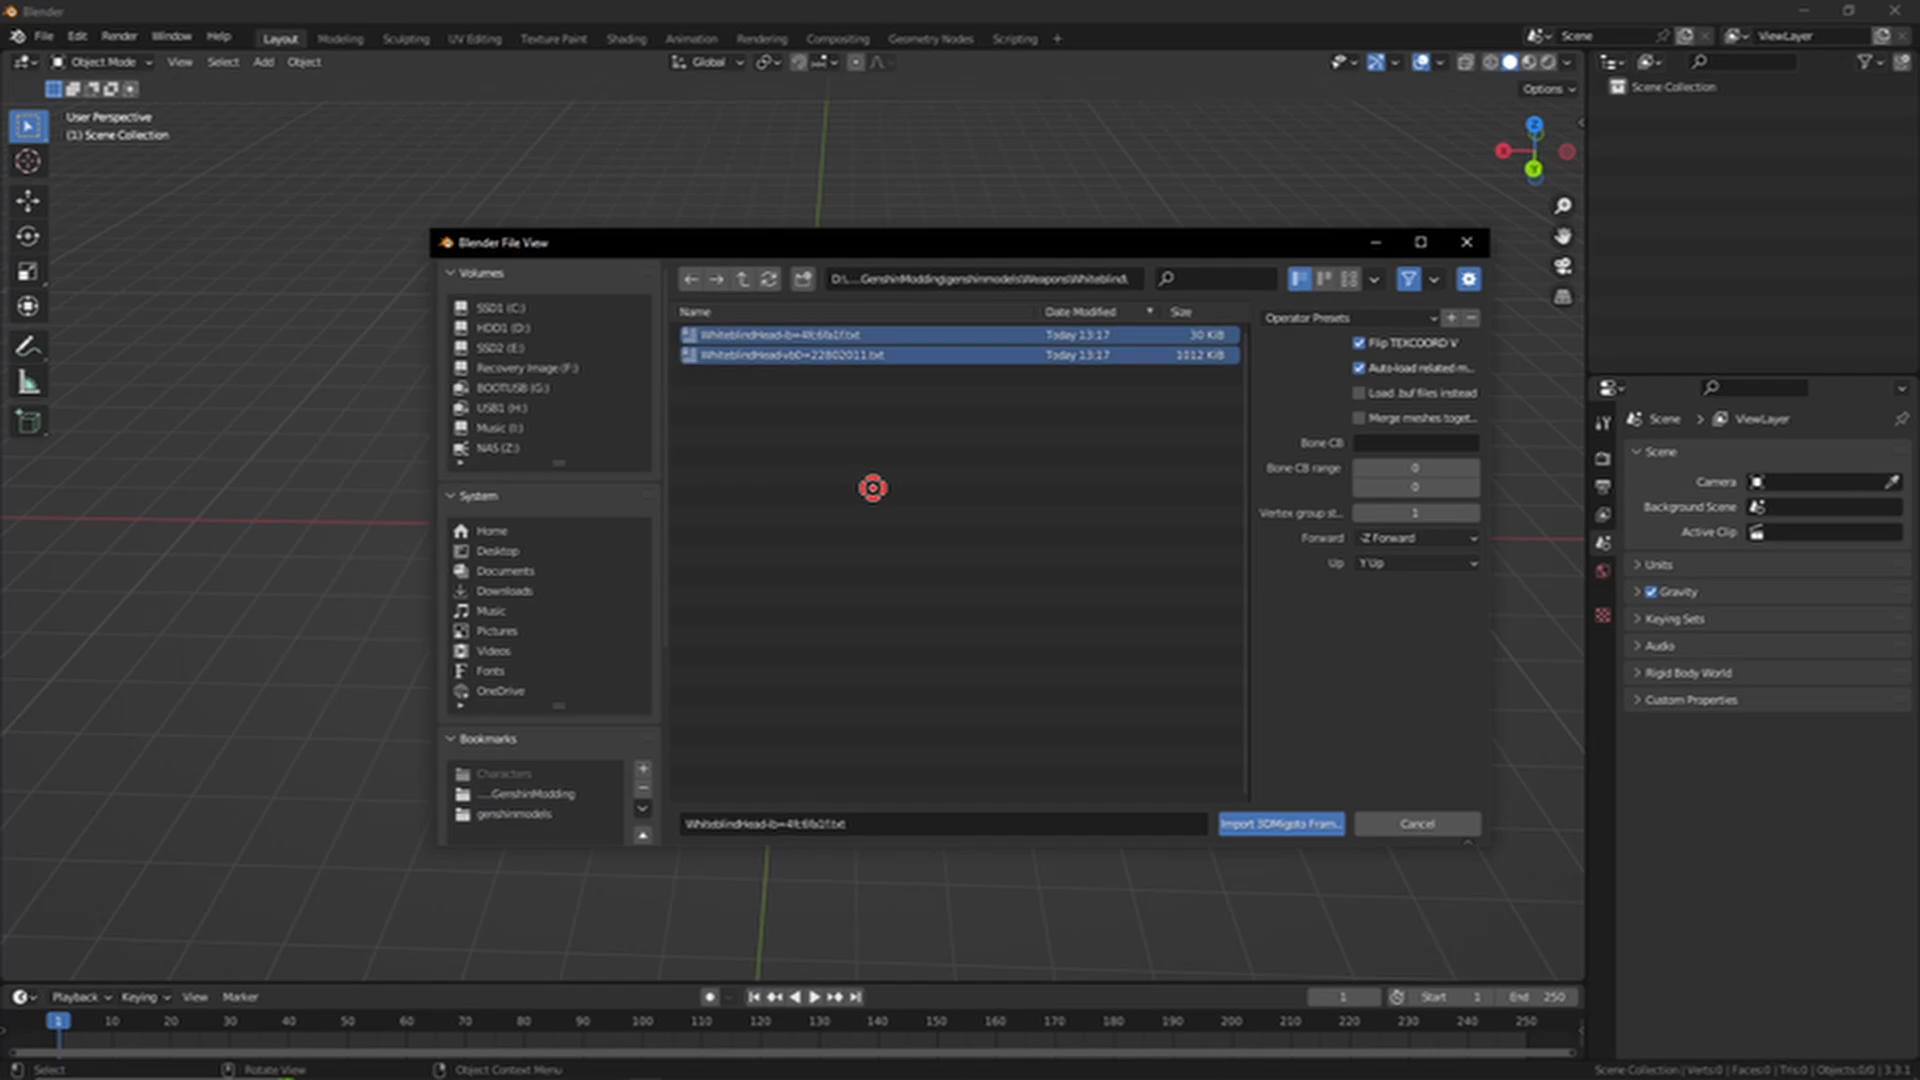 Blender
File Edit Render Window Help Layout Modeling Sculpting UV Editing Texture Paint Shading Animation Rendering Compositing Geometry Nodes Scripting + Scene ViewLayer
Object Mode View Select Add Object Global
Options
User Perspective
(1) Scene Collection
Scene Collection
Z
X
Y
Blender File View
Volumes
SSD1 (C:)
HDD1 (D:)
SSD2 (E:)
Recovery Image (F:)
BOOTUSB (G:)
USB1 (H:)
Music (I:)
NAS (Z:)
System
Home
Desktop
Documents
Downloads
Music
Pictures
Videos
Fonts
OneDrive
Bookmarks
Characters
...GenshinModding
genshinmodels
D:\...GenshinModding\genshinmodels\Weapons\Whiteblind\
Name Date Modified Size
Today 13:17 30 KiB
WhiteblindHead-vb0=22802011.txt Today 13:17 1012 KiB
Operator Presets
Flip TEXCOORD V
Auto-load related m...
Load .buf files instead
Merge meshes toget...
Bone CB
Bone CB range 0
0
Vertex group st... 1
Forward -Z Forward
Up Y Up
Import 3DMigoto Fram... Cancel
Scene ViewLayer
Scene
Camera
Background Scene
Active Clip
Units
Gravity
Keying Sets
Audio
Rigid Body World
Custom Properties
Playback Keying View Marker 1 Start 1 End 250
1 10 20 30 40 50 60 70 80 90 100 110 120 130 140 150 160 170 180 190 200 210 220 230 240 250
Select Rotate View Object Context Menu Scene Collection | Verts:0 | Faces:0 | Tris:0 | Objects:0/0 | 3.3.1